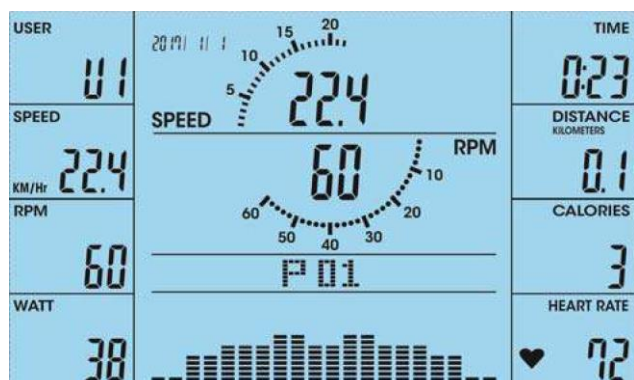 USER
U1
SPEED
KM/Hr 22.4
RPM
60
WATT
38
2017/ 1/ 1
5 10 15 20
SPEED 22.4
60 RPM
60 50 40 30 20 10
P 01
TIME
0:23
DISTANCE
KILOMETERS
0.1
CALORIES
3
HEART RATE
72